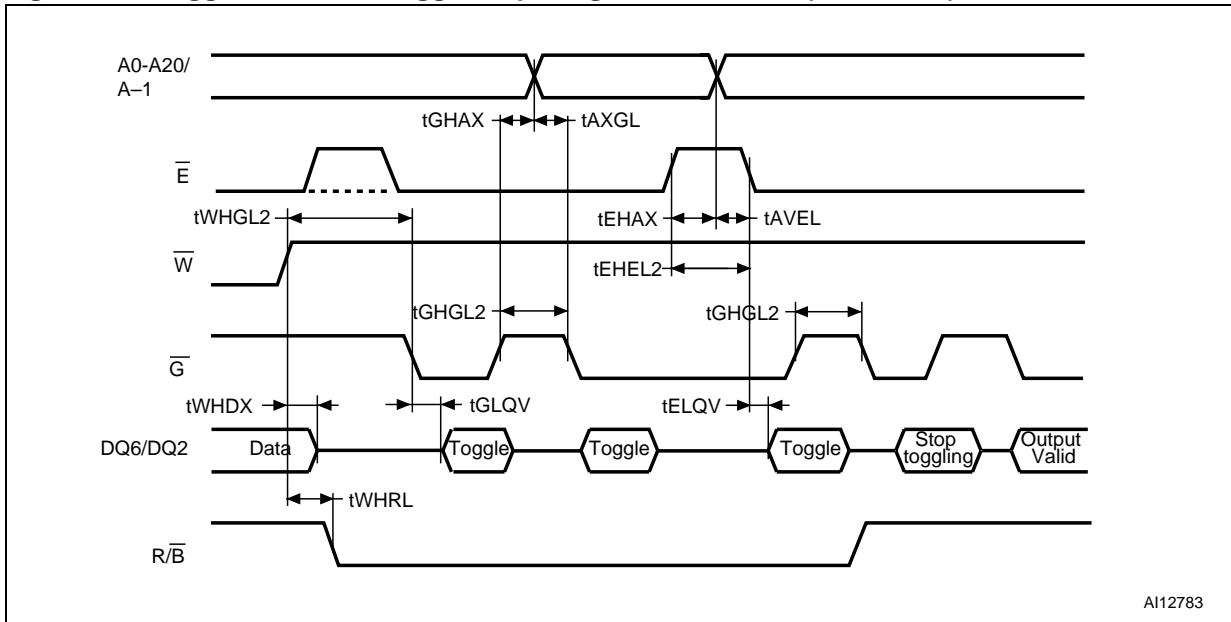 A0-A20/
A–1
tGHAX
tAXGL
E
tWHGL2
tEHAX
tAVEL
W
tEHEL2
tGHGL2
tGHGL2
G
tWHDX
tGLQV
tELQV
DQ6/DQ2
Data
Toggle
Toggle
Toggle
Stop
toggling
Output
Valid
tWHRL
R/B
AI12783